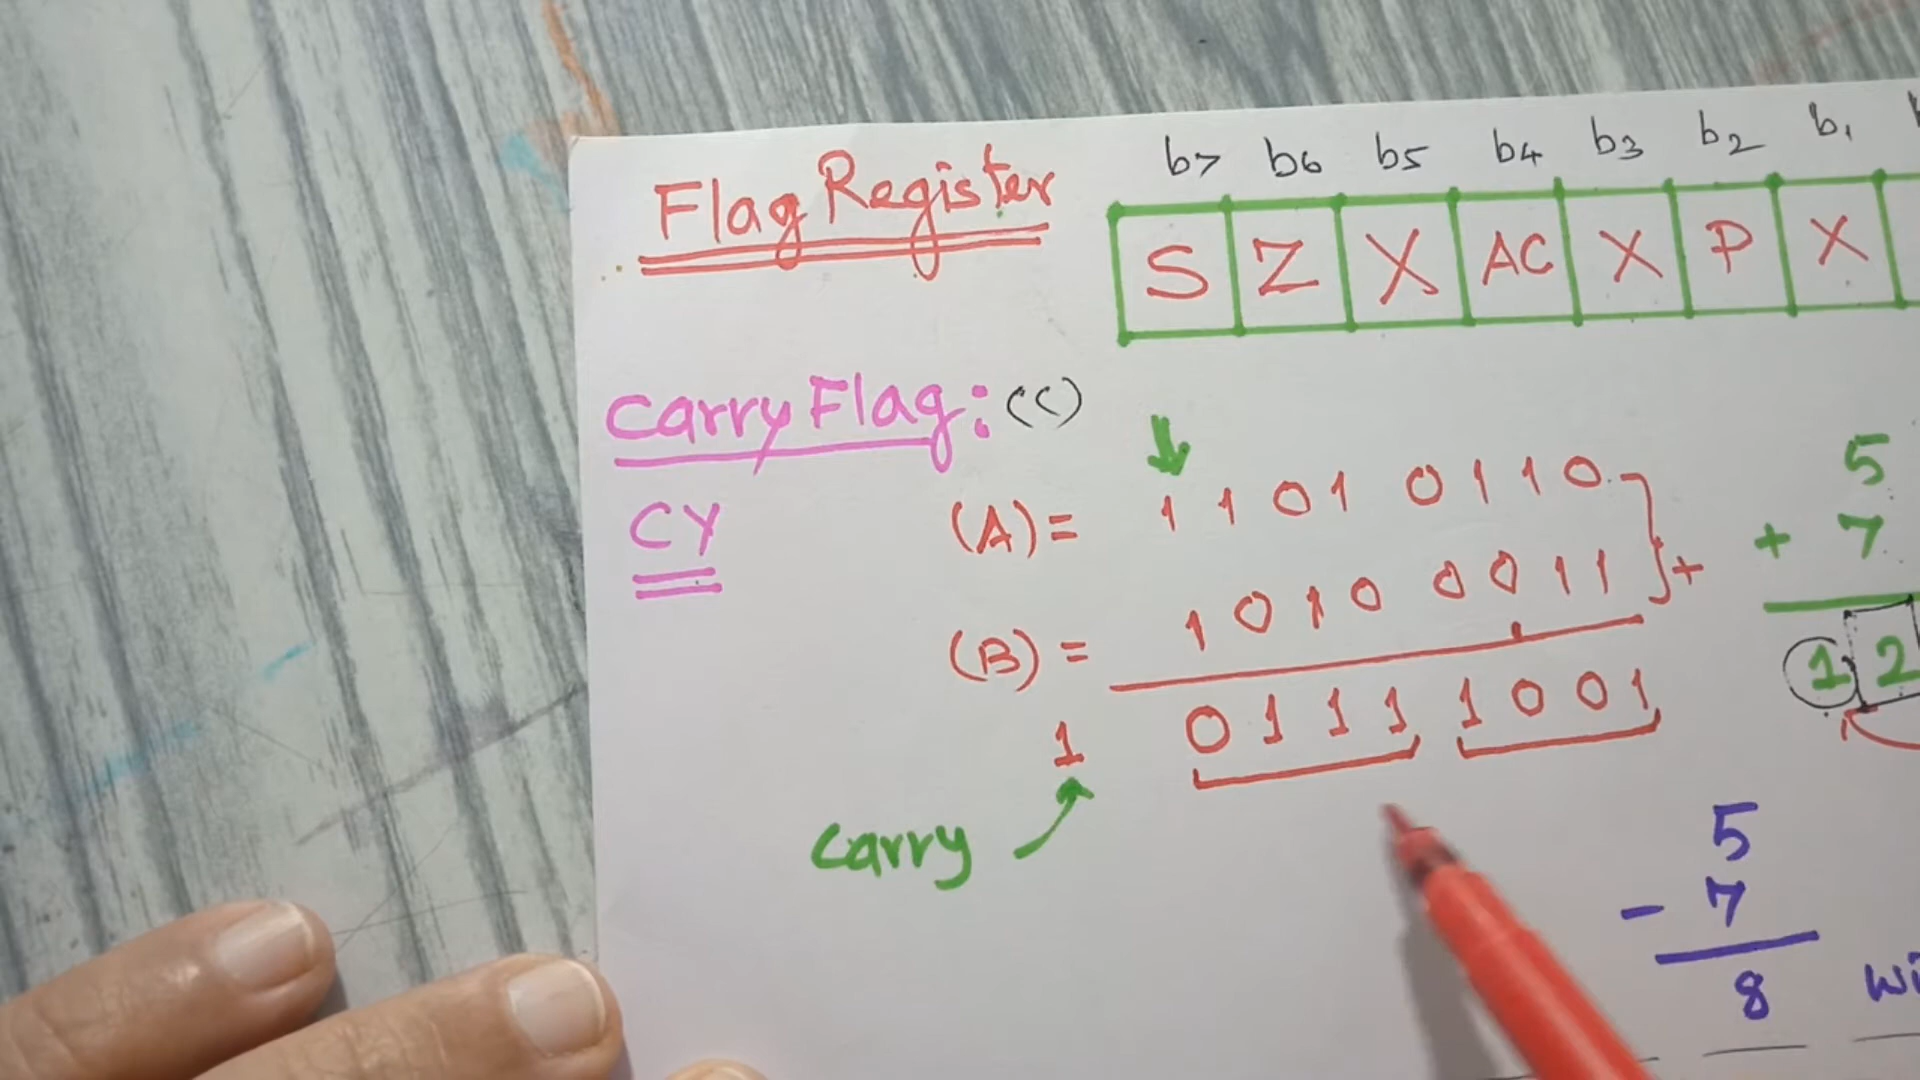 b7 b6 b5 b4 b3 b2 b1
Flag Register
S Z X AC X P X
Carry Flag: (C)
CY
(A)= 1 1 0 1 0 1 1 0
+
(B)= 1 0 1 0 0 0 1 1
1 0 1 1 1 1 0 0 1
Carry
5
+ 7
1 2
5
- 7
8